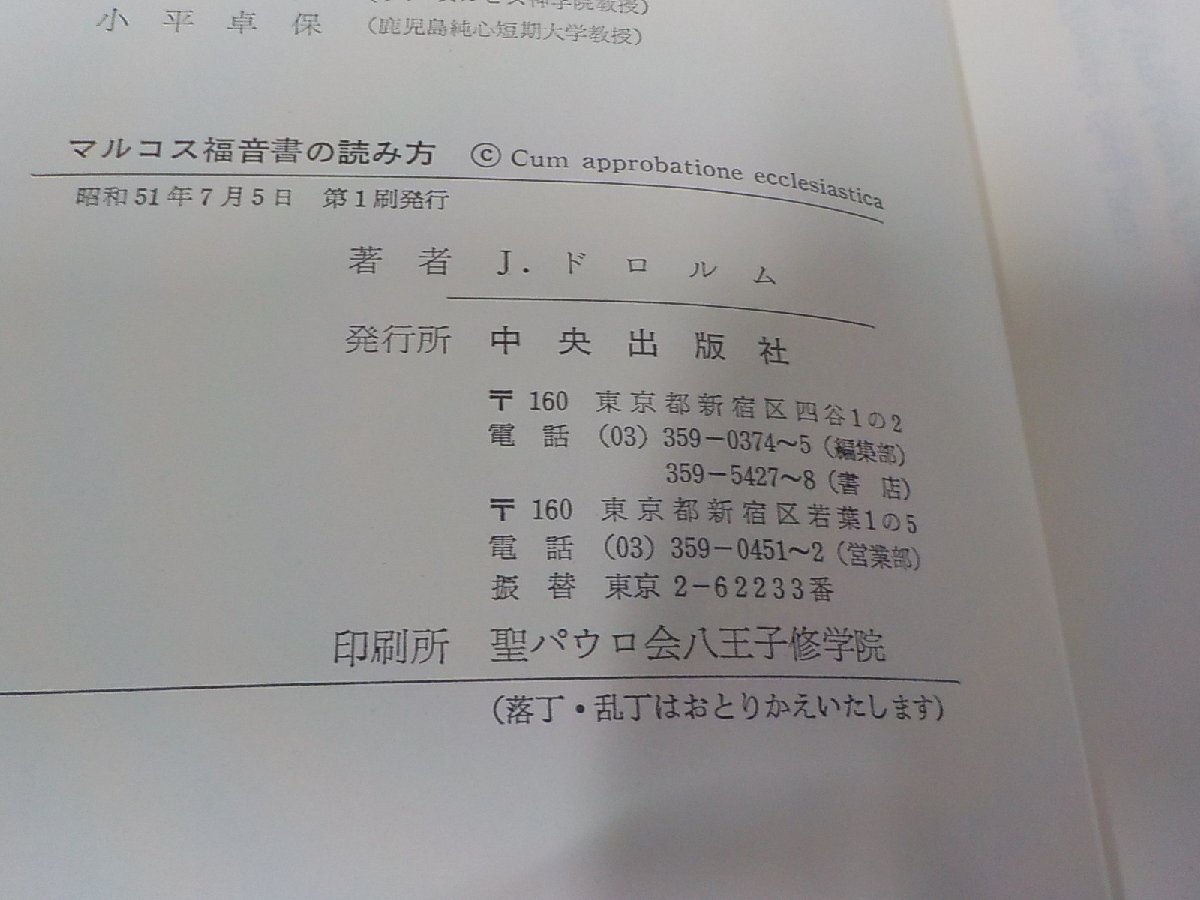 学院教授)
小平卓保 (鹿児島純心短期大学教授)
マルコス福音書の読み方 © Cum approbatione ecclesiastica
昭和51年7月5日 第1刷発行
著者 J.ドロルム
発行所 中央出版社
〒160 東京都新宿区四谷1の2
電話 (03) 359-0374～5 (編集部)
359-5427～8 (書店)
〒160 東京都新宿区若葉1の5
電話 (03) 359-0451～2 (営業部)
振替 東京2-62233番
印刷所 聖パウロ会八王子修学院
(落丁・乱丁はおとりかえいたします)